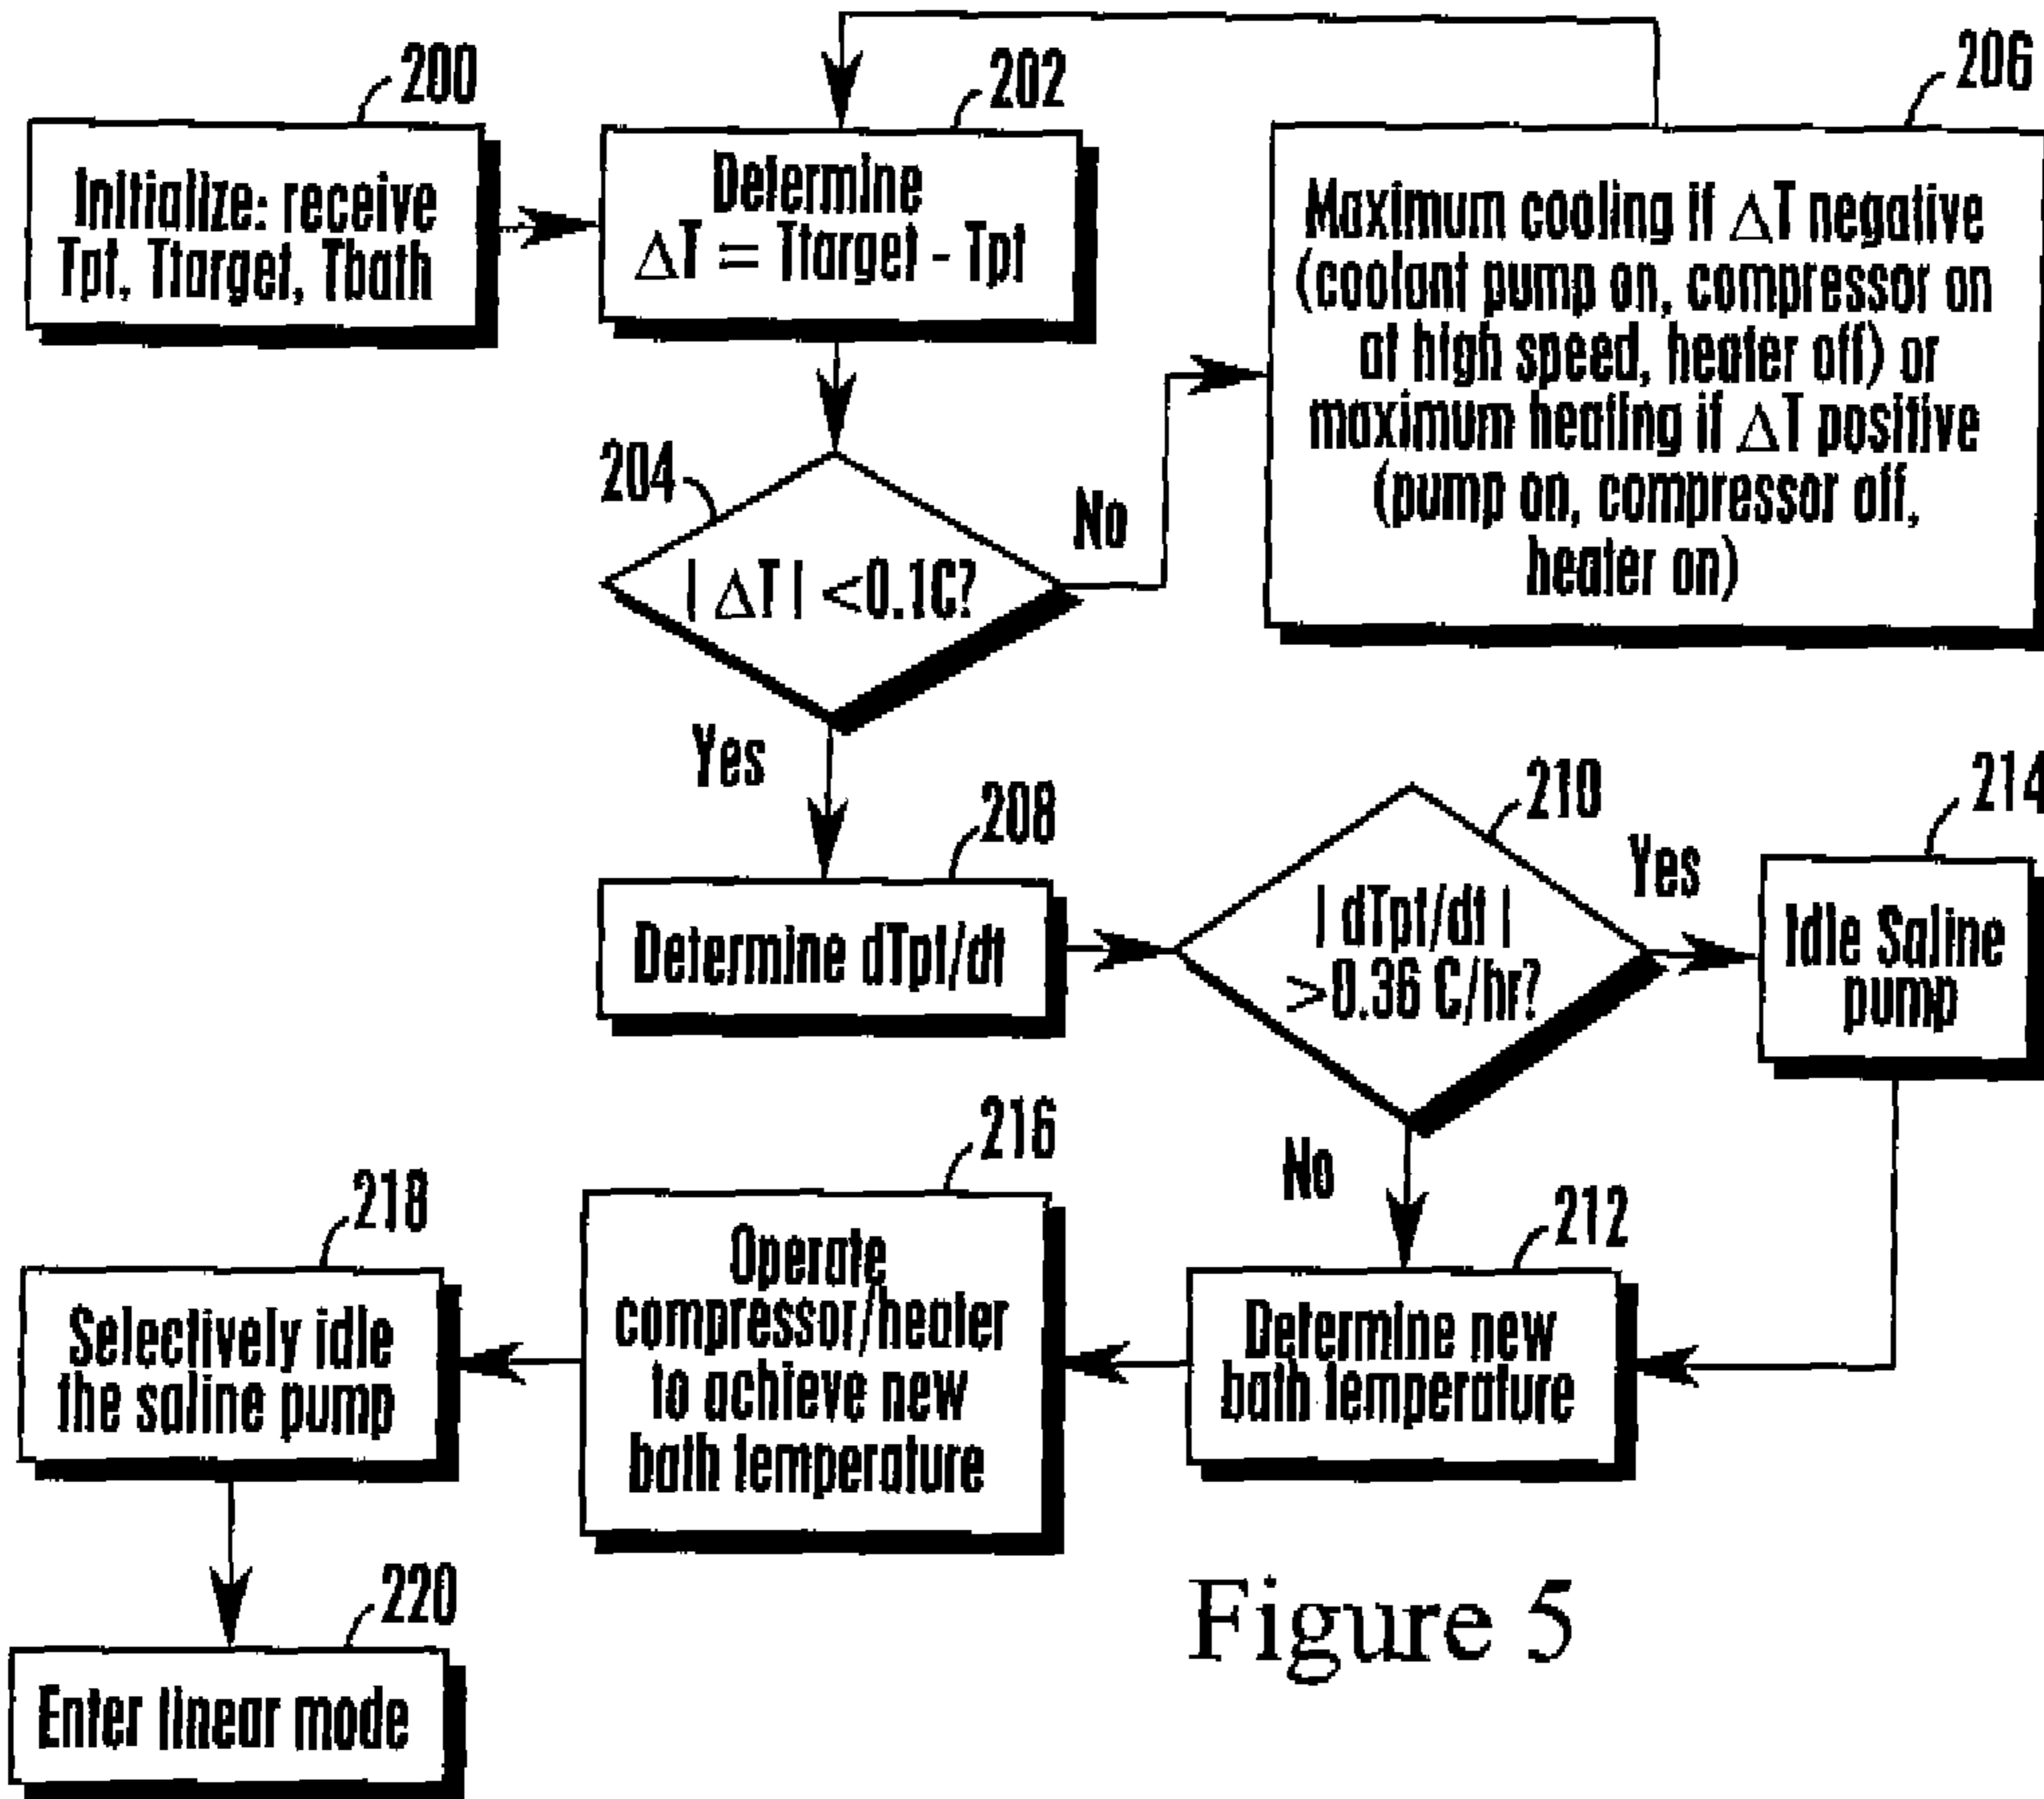 200
Initialize: receive
Tpt, Ttarget, Tbath
202
Determine
ΔT = Ttarget - Tpt
206
Maximum cooling if ΔT negative
(coolant pump on, compressor on
at high speed, heater off) or
maximum heating if ΔT positive
(pump on, compressor off,
heater on)
204
| ΔT | <0.1C?
No
Yes
208
Determine dTpt/dt
210
| dTpt/dt |
>0.36 C/hr?
Yes
No
214
Idle Saline
pump
212
Determine new
bath temperature
216
Operate
compressor/heater
to achieve new
bath temperature
218
Selectively idle
the saline pump
220
Enter linear mode
Figure 5